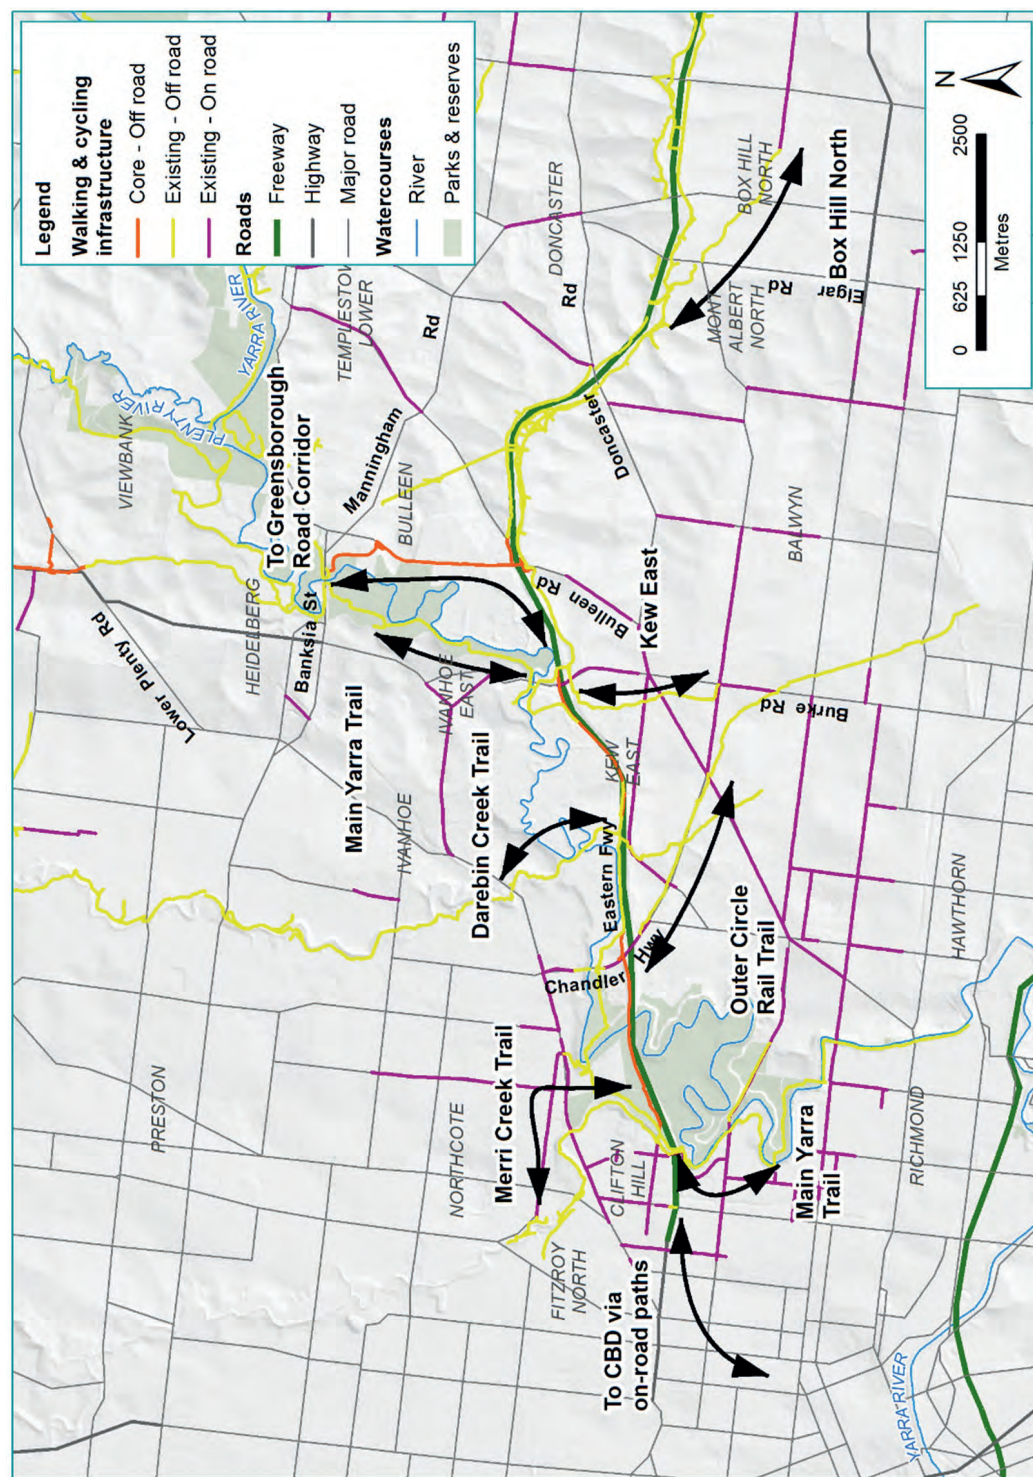 Legend
Walking & cycling
infrastructure
Core - Off road
Existing - Off road
Existing - On road
Roads
Freeway
Highway
Major road
Watercourses
River
Parks & reserves
N
0 625 1250 2500
Metres
PRESTON
NORTHCOTE
FITZROY
NORTH
CLIFTON
HILL
RICHMOND
HAWTHORN
IVANHOE
IVANHOE
EAST
HEIDELBERG
VIEWBANK
PLENTY RIVER
YARRA RIVER
TEMPLESTOWE
LOWER
BULLEEN
DONCASTER
BOX HILL
NORTH
MONT
ALBERT
NORTH
BALWYN
KEW
EAST
YARRA RIVER
Lower Plenty Rd
Banksia St
Manningham
Rd
Doncaster
Rd
Elgar
Rd
Bulleen Rd
Burke Rd
Eastern Fwy
Chandler
Hwy
To Greensborough
Road Corridor
Main Yarra Trail
Darebin Creek Trail
Merri Creek Trail
To CBD via
on-road paths
Main Yarra
Trail
Outer Circle
Rail Trail
Kew East
Box Hill North